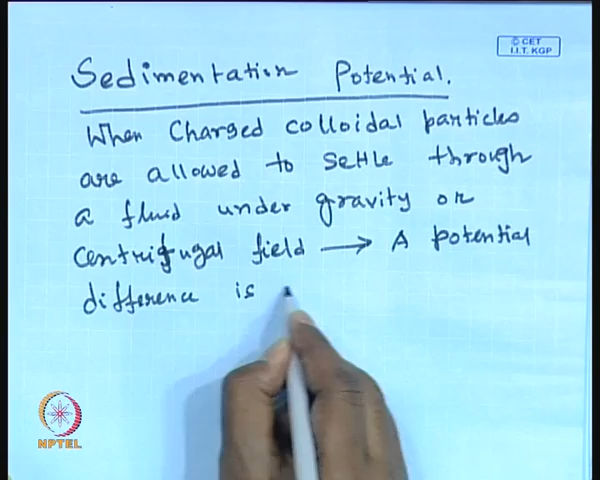 © CET
I.I.T. KGP
Sedimentation Potential.
When Charged colloidal particles
are allowed to settle through
a fluid under gravity or
centrifugal field → A potential
difference is
NPTEL